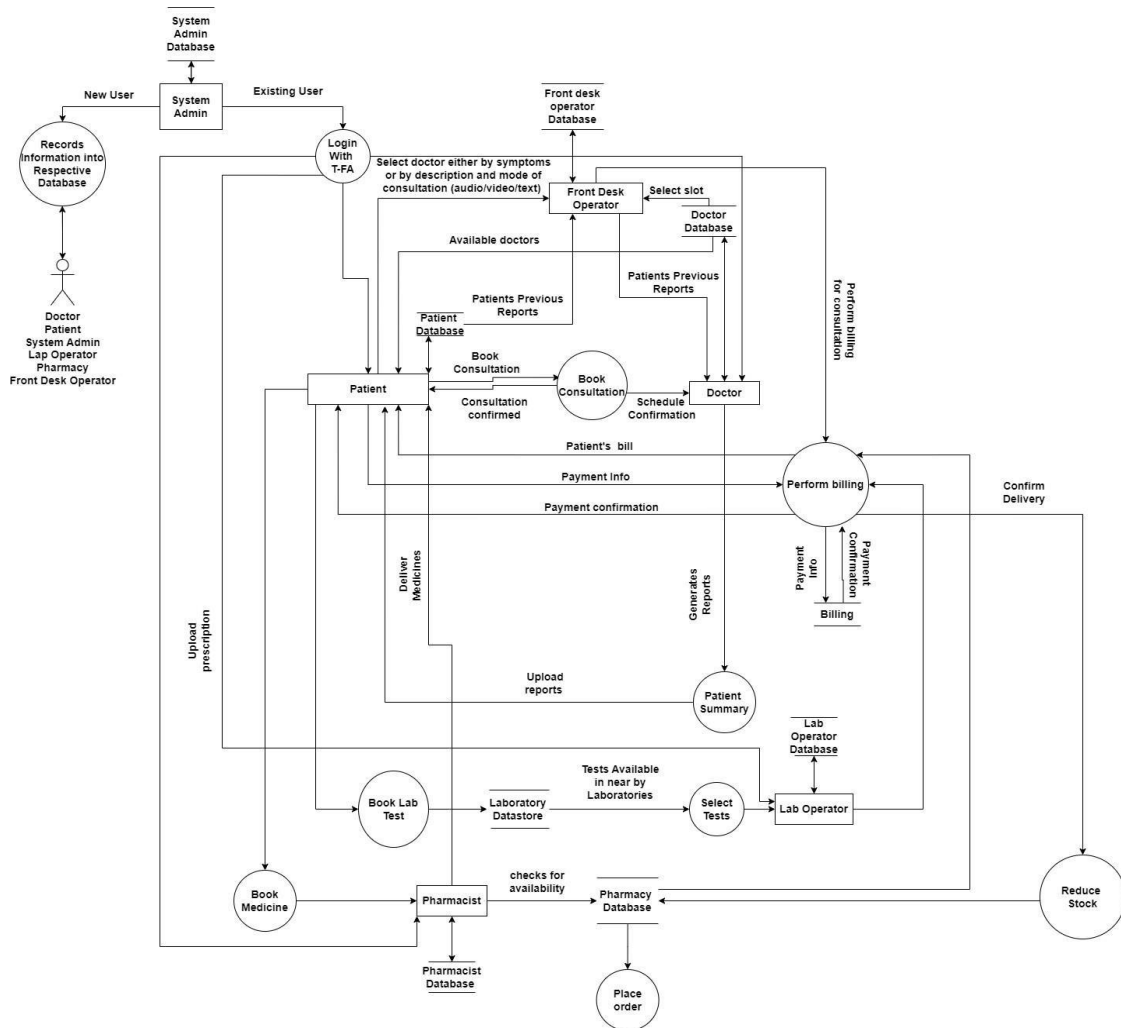 System
Admin
Database
New User
System
Admin
Existing User
Records
Information into
Respective
Database
Login
With
T-FA
Doctor
Patient
System Admin
Lap Operator
Pharmacy
Front Desk Operator
Front desk
operator
Database
Select doctor either by symptoms
or by description and mode of
consultation (audio/video/text)
Front Desk
Operator
Select slot
Doctor
Database
Available doctors
Patients Previous
Reports
Patients Previous
Reports
Perform billing
for consultation
Patient
Database
Book
Consultation
Patient
Book
Consultation
Consultation
confirmed
Schedule
Confirmation
Doctor
Patient's bill
Payment Info
Payment confirmation
Perform billing
Confirm
Delivery
Payment
Info
Payment
Confirmation
Billing
Deliver
Medicines
Generates
Reports
Upload
prescription
Upload
reports
Patient
Summary
Lab
Operator
Database
Book Lab
Test
Laboratory
Datastore
Tests Available
in near by
Laboratories
Select
Tests
Lab Operator
Book
Medicine
Pharmacist
checks for
availability
Pharmacy
Database
Reduce
Stock
Pharmacist
Database
Place
order